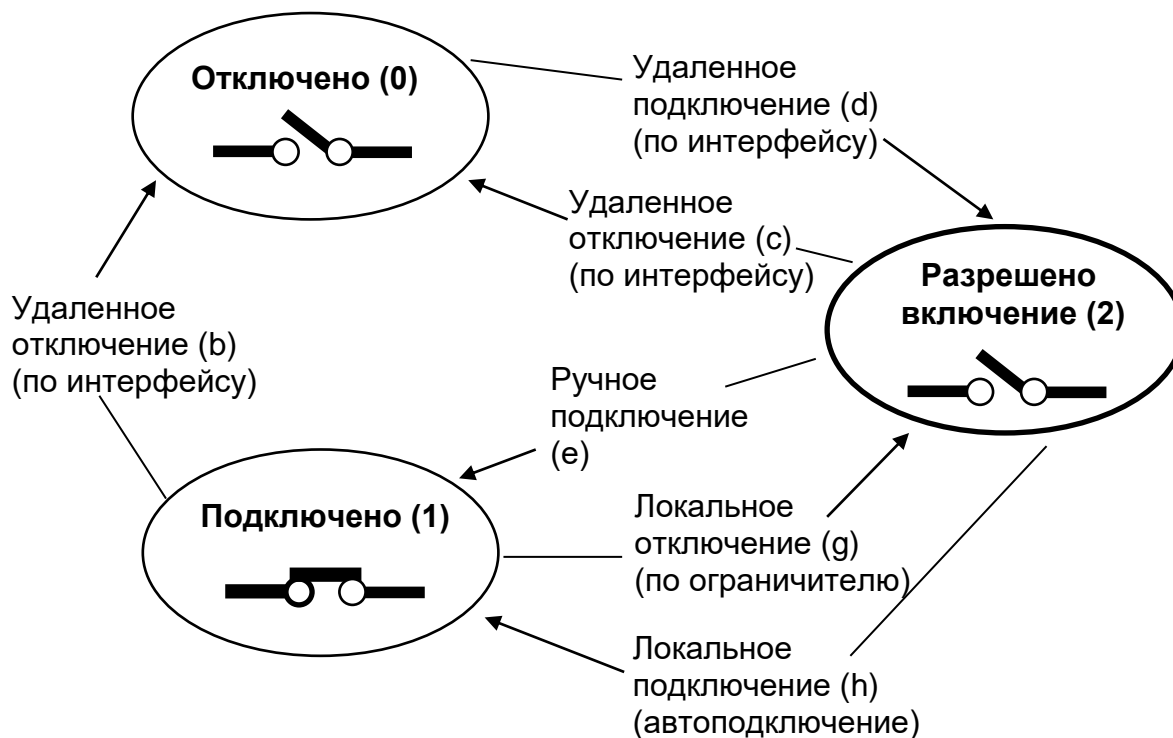 Отключено (0)
Удаленное
подключение (d)
(по интерфейсу)
Удаленное
отключение (c)
(по интерфейсу)
Разрешено
включение (2)
Удаленное
отключение (b)
(по интерфейсу)
Ручное
подключение
(e)
Подключено (1)
Локальное
отключение (g)
(по ограничителю)
Локальное
подключение (h)
(автоподключение)